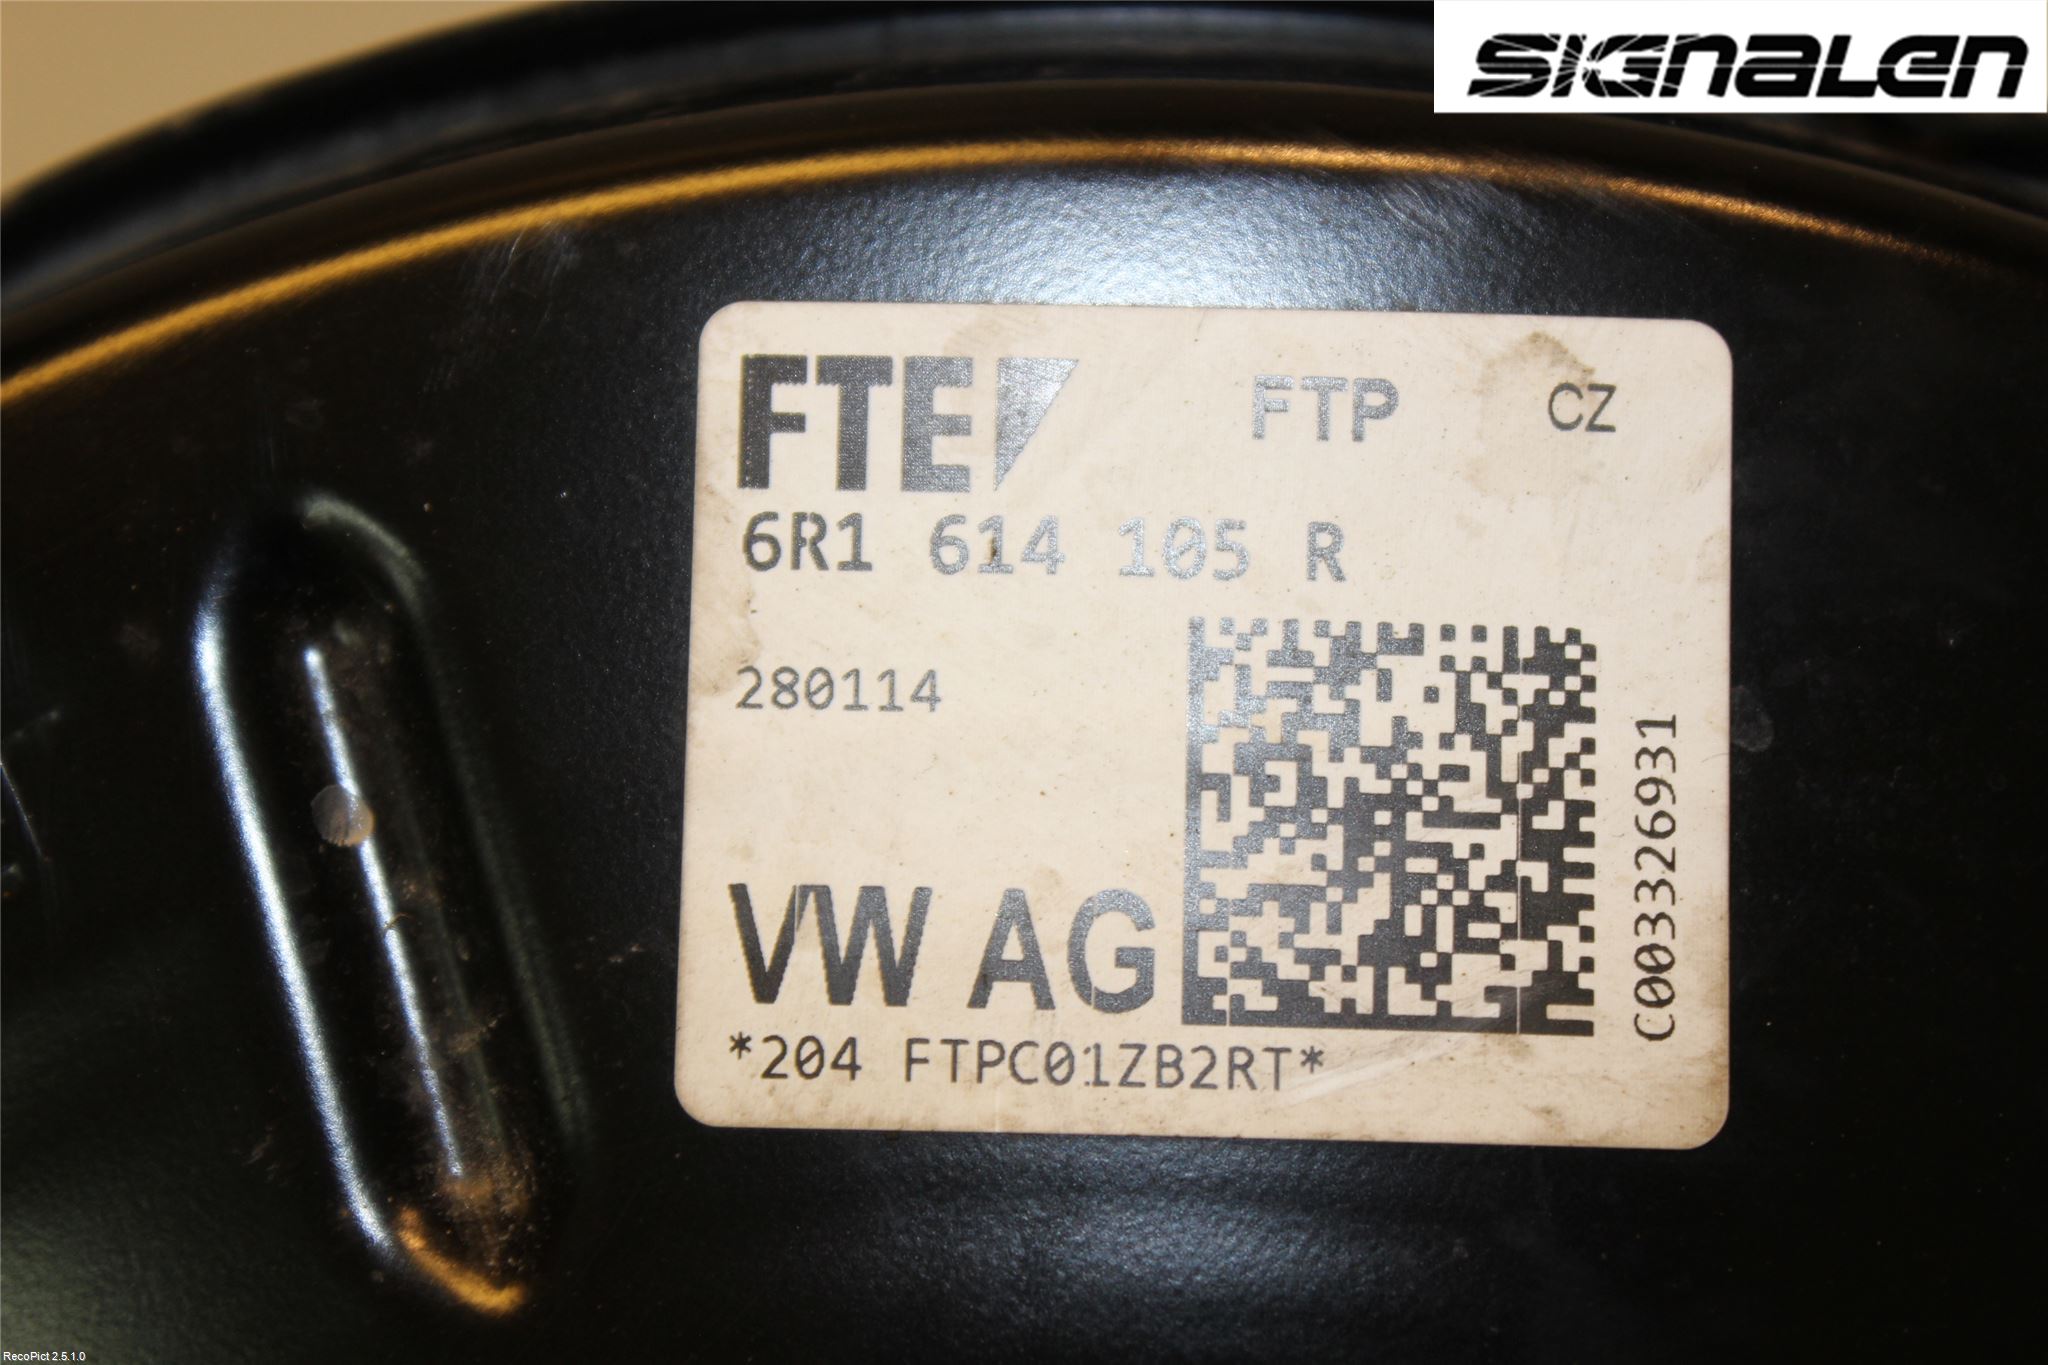 SIGNALEN
FTE FTP CZ
6R1 614 105 R
280114
C003326931
VW AG
*204 FTPC01ZB2RT*
RecoPict 2.5.1.0